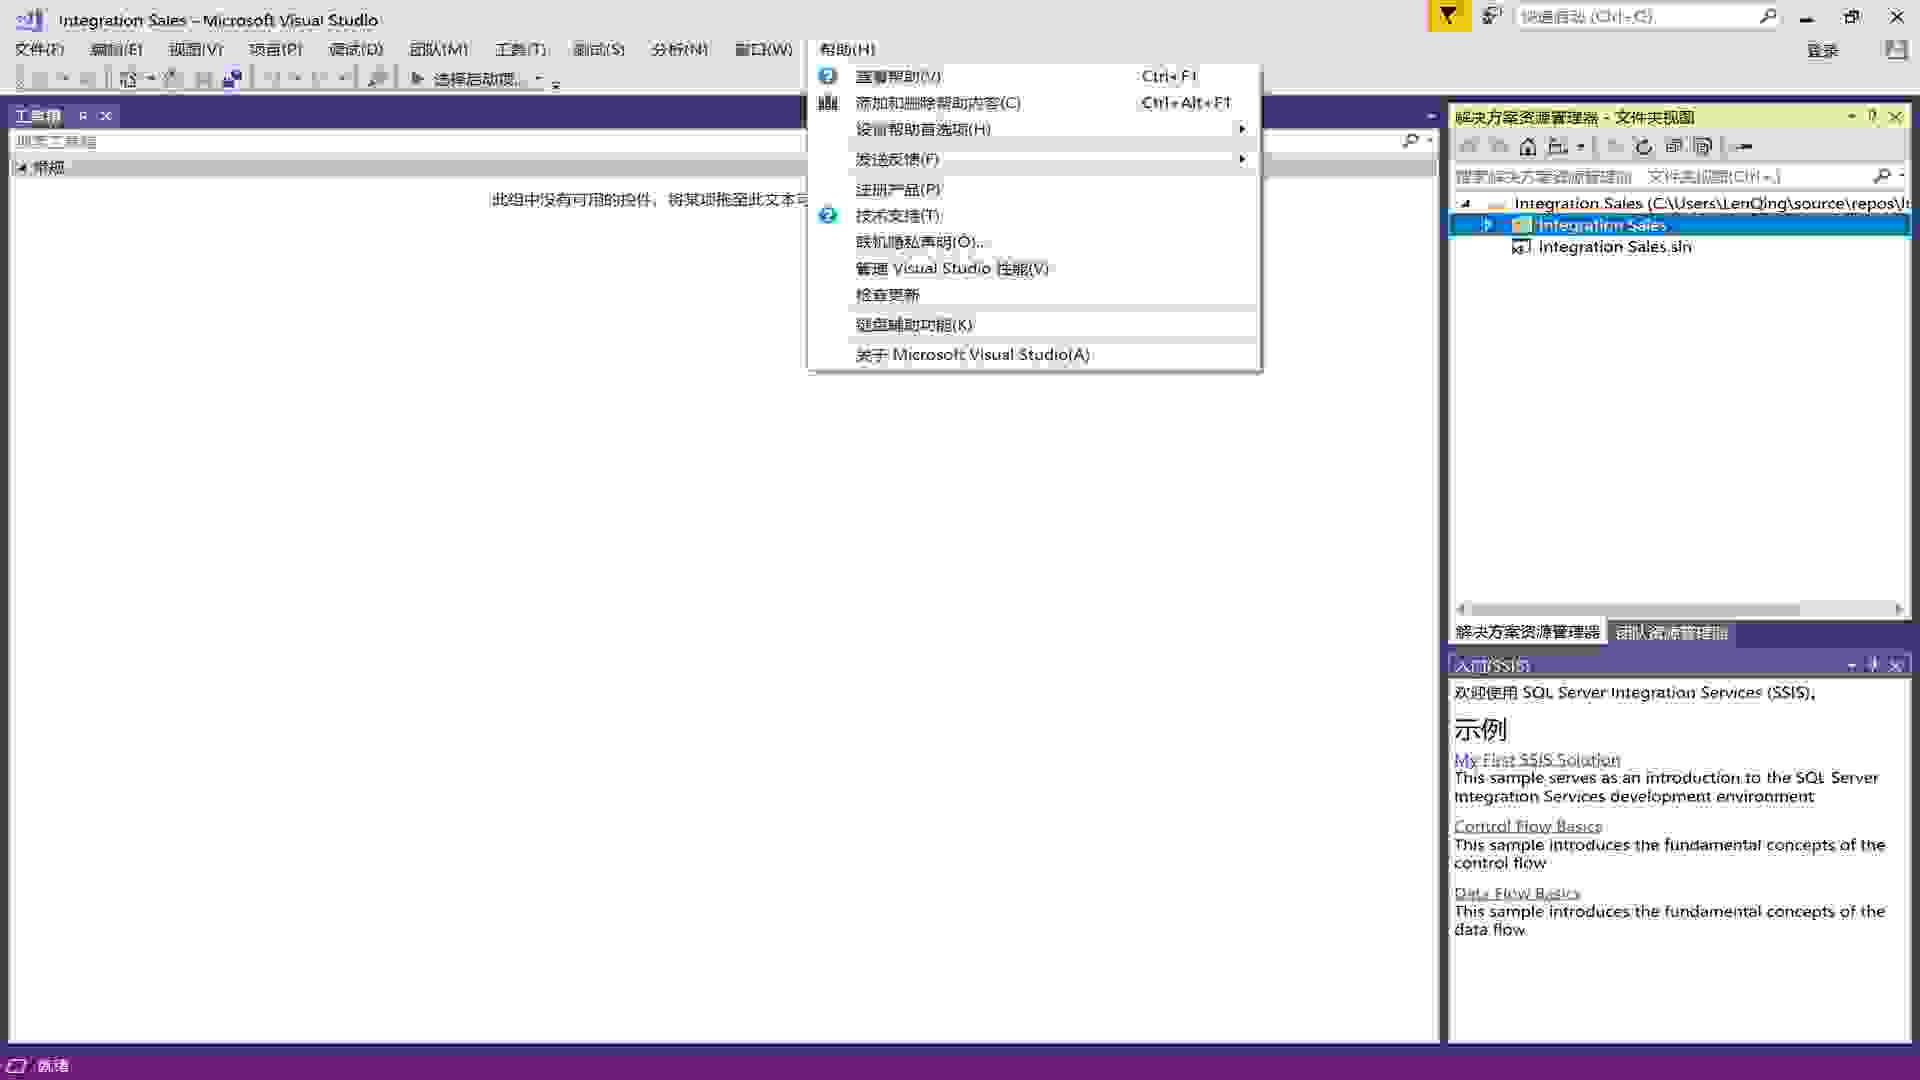 Integration Sales - Microsoft Visual Studio
快速启动 (Ctrl+Q)
文件(F) 编辑(E) 视图(V) 项目(P) 调试(D) 团队(M) 工具(T) 测试(S) 分析(N) 窗口(W) 帮助(H)
登录
选择启动项...
查看帮助(V) Ctrl+F1
添加和删除帮助内容(C) Ctrl+Alt+F1
设置帮助首选项(H)
发送反馈(F)
注册产品(P)
技术支持(T)
联机隐私声明(O)...
管理 Visual Studio 性能(V)
检查更新
键盘辅助功能(K)
关于 Microsoft Visual Studio(A)
工具箱
搜索工具箱
常规
此组中没有可用的控件。将某项拖至此文本可
解决方案资源管理器 - 文件夹视图
搜索解决方案资源管理器 - 文件夹视图(Ctrl+;)
Integration Sales (C:\Users\LenQing\source\repos\I
Integration Sales
Integration Sales.sln
解决方案资源管理器 团队资源管理器
入门(SSIS)
欢迎使用 SQL Server Integration Services (SSIS)。
示例
My First SSIS Solution
This sample serves as an introduction to the SQL Server
Integration Services development environment
Control Flow Basics
This sample introduces the fundamental concepts of the
control flow
Data Flow Basics
This sample introduces the fundamental concepts of the
data flow.
就绪